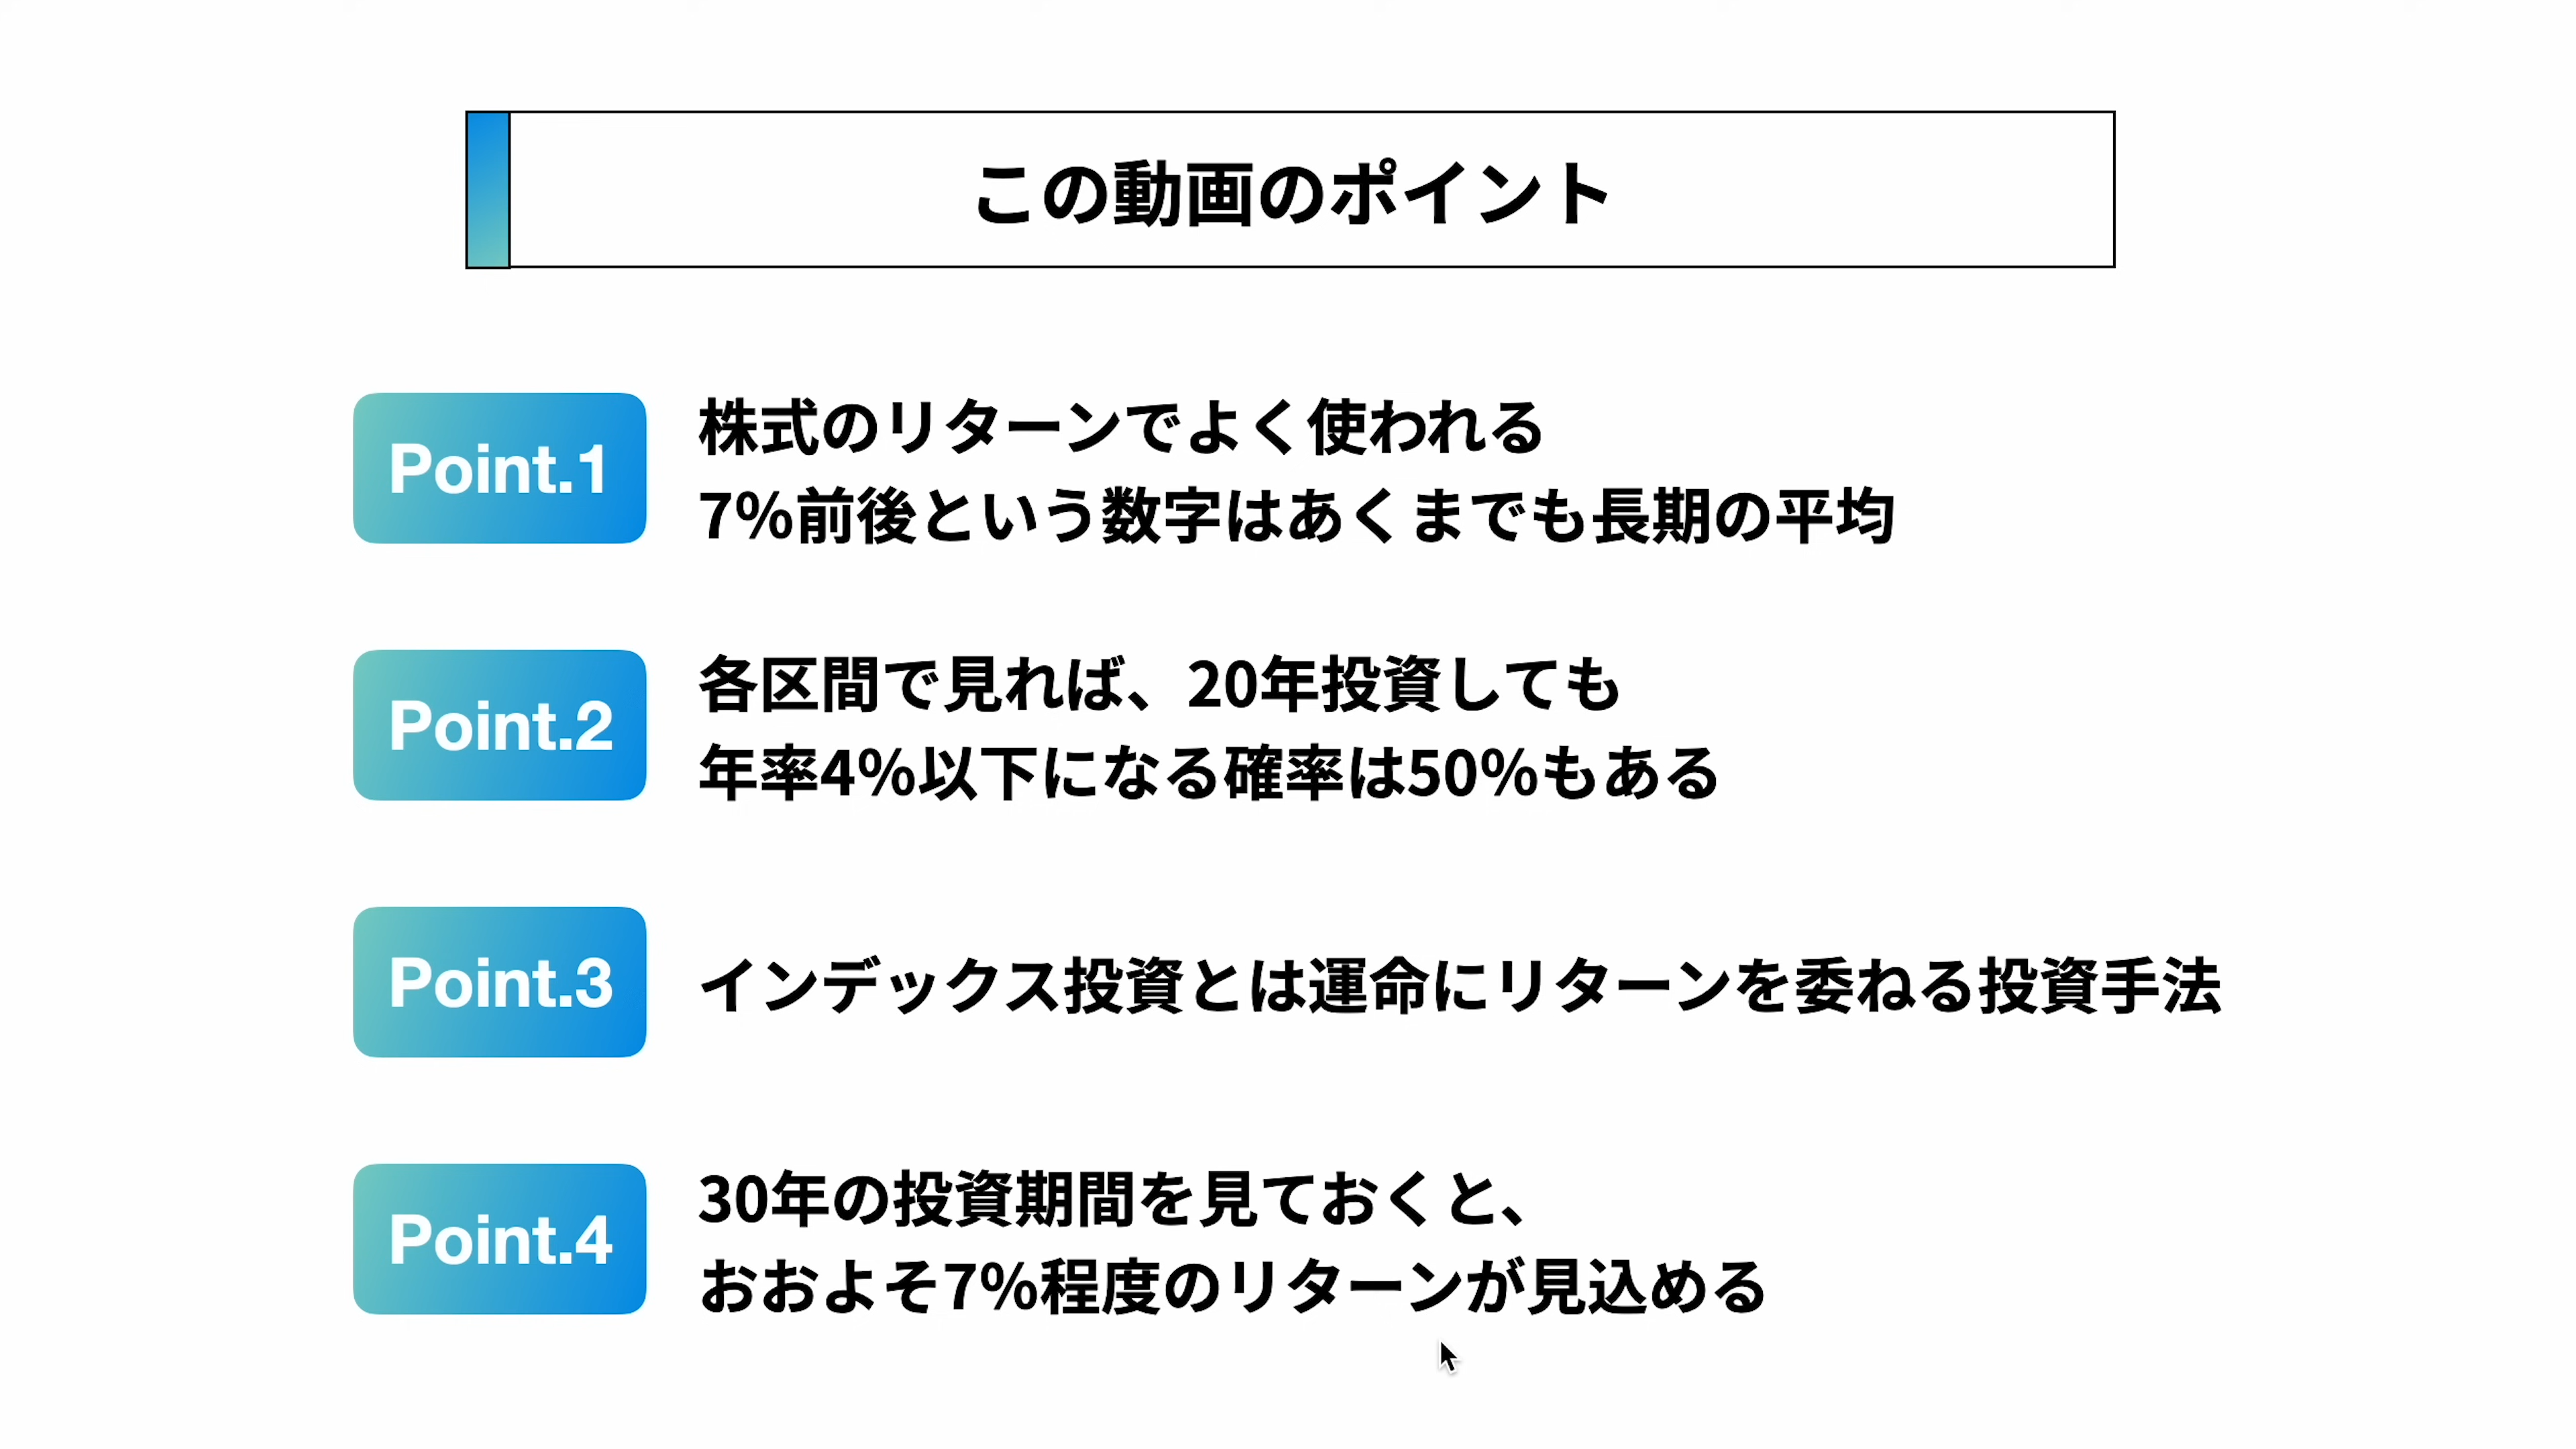 この動画のポイント
Point.1
株式のリターンでよく使われる
7%前後という数字はあくまでも長期の平均
Point.2
各区間で見れば、20年投資しても
年率4%以下になる確率は50%もある
Point.3
インデックス投資とは運命にリターンを委ねる投資手法
Point.4
30年の投資期間を見ておくと、
おおよそ7%程度のリターンが見込める